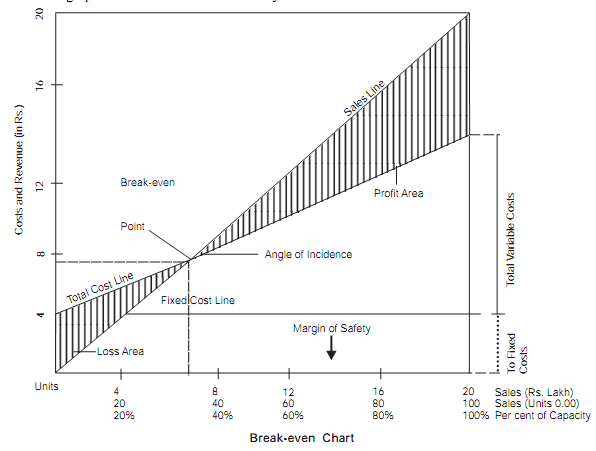 20
16
12
8
4
Costs and Revenue (in Rs.)
Sales Line
Break-even
Point
Profit Area
Angle of Incidence
Total Cost Line
Fixed Cost Line
Loss Area
Margin of Safety
Total Variable Costs
To Fixed
Costs
Units
4 8 12 16 20 Sales (Rs. Lakh)
20 40 60 80 100 Sales (Units 0.00)
20% 40% 60% 80% 100% Per cent of Capacity
Break-even Chart